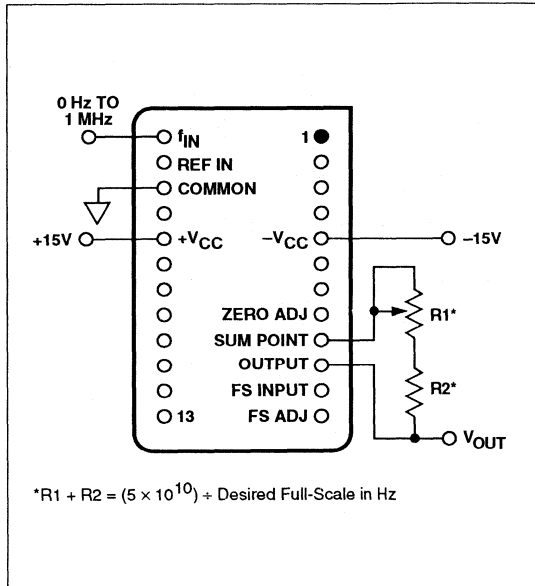 0 Hz TO
1 MHz
fIN
1
REF IN
COMMON
+15V
+VCC
–VCC
–15V
ZERO ADJ
SUM POINT
R1*
OUTPUT
FS INPUT
R2*
13
FS ADJ
VOUT
*R1 + R2 = (5 × 10^10) ÷ Desired Full-Scale in Hz